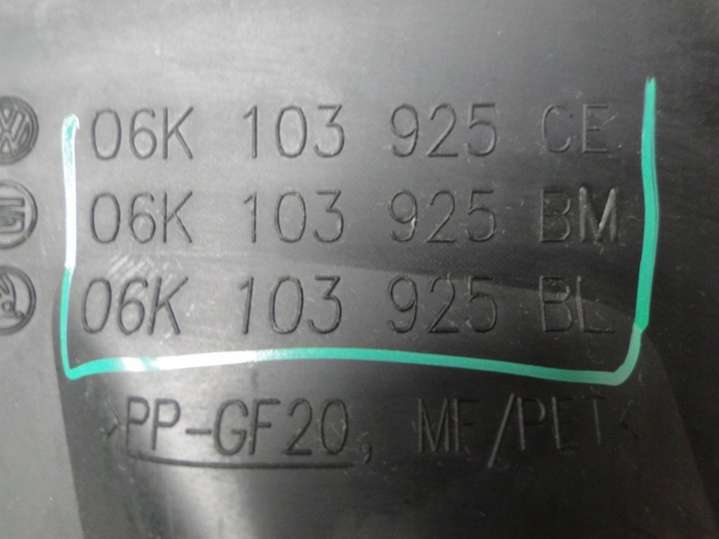 06K 103 925 CE
06K 103 925 BM
06K 103 925 BL
>PP-GF20, MF/PET<